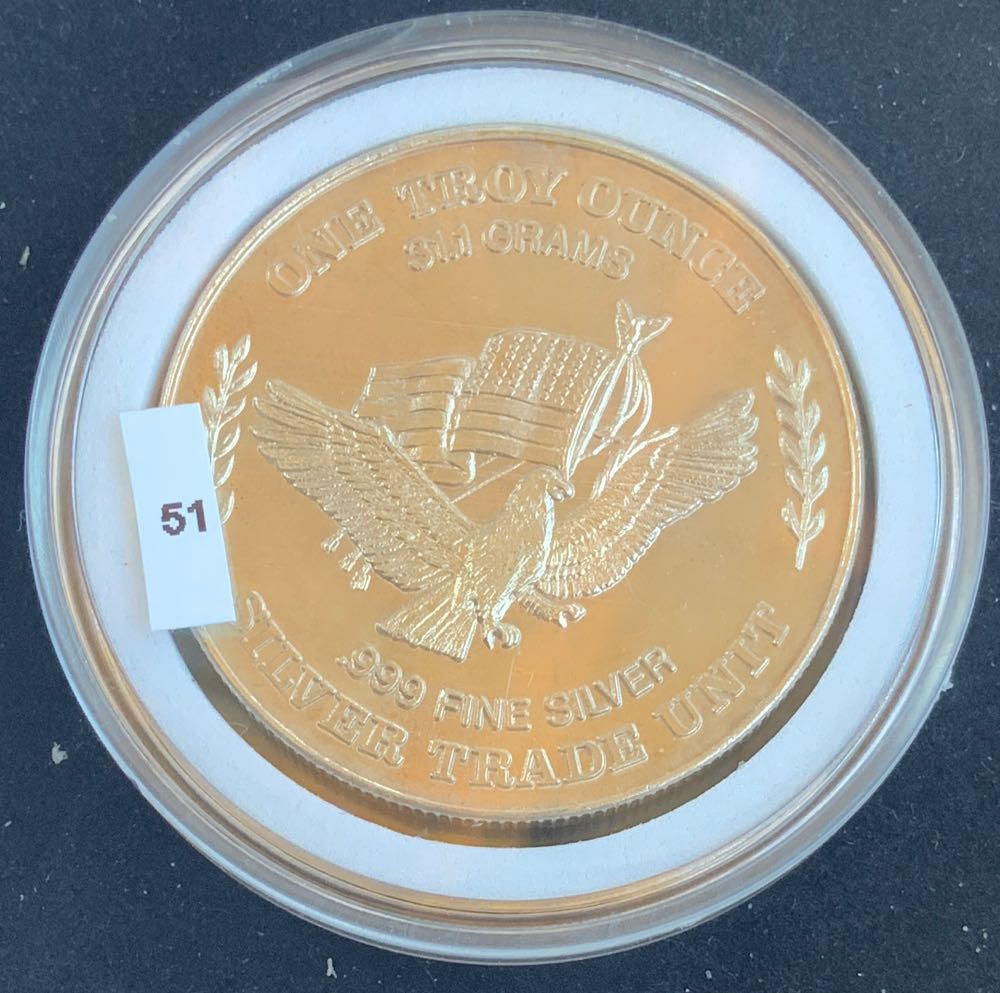 ONE TROY OUNCE
31.1 GRAMS
51
.999 FINE SILVER
SILVER TRADE UNIT